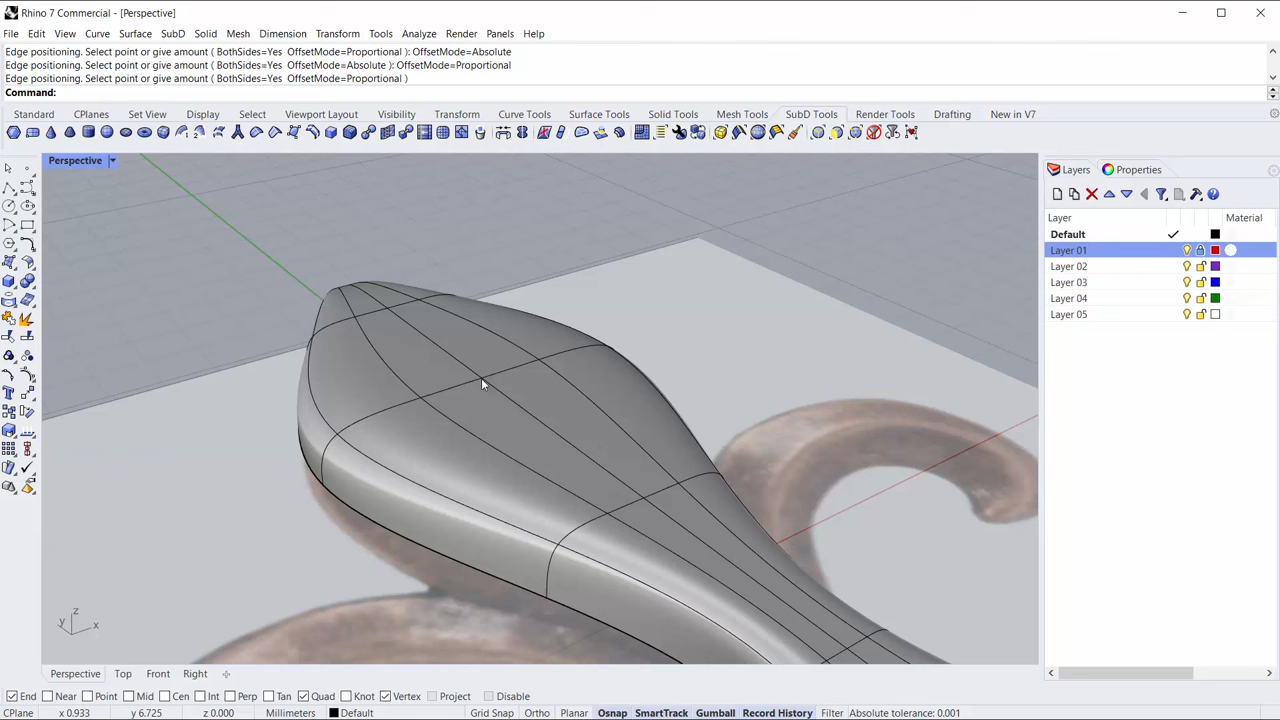 Rhino 7 Commercial - [Perspective]
File Edit View Curve Surface SubD Solid Mesh Dimension Transform Tools Analyze Render Panels Help
Edge positioning. Select point or give amount ( BothSides=Yes OffsetMode=Proportional ): OffsetMode=Absolute
Edge positioning. Select point or give amount ( BothSides=Yes OffsetMode=Absolute ): OffsetMode=Proportional
Edge positioning. Select point or give amount ( BothSides=Yes OffsetMode=Proportional )
Command:
Standard CPlanes Set View Display Select Viewport Layout Visibility Transform Curve Tools Surface Tools Solid Tools Mesh Tools SubD Tools Render Tools Drafting New in V7
Perspective
Layers Properties
Layer Material
Default
Layer 01
Layer 02
Layer 03
Layer 04
Layer 05
z
y x
Perspective Top Front Right
End Near Point Mid Cen Int Perp Tan Quad Knot Vertex Project Disable
CPlane x 0.933 y 6.725 z 0.000 Millimeters Default Grid Snap Ortho Planar Osnap SmartTrack Gumball Record History Filter Absolute tolerance: 0.001